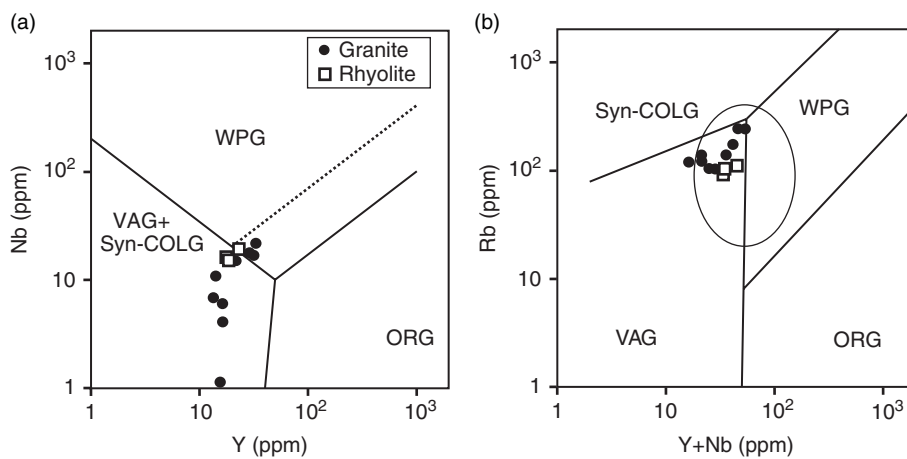 (a)
10³
10²
10
1
Nb (ppm)
Granite
Rhyolite
WPG
VAG+
Syn-COLG
ORG
1
10
10²
10³
Y (ppm)
(b)
10³
10²
10
1
Rb (ppm)
Syn-COLG
WPG
VAG
ORG
1
10
10²
10³
Y+Nb (ppm)